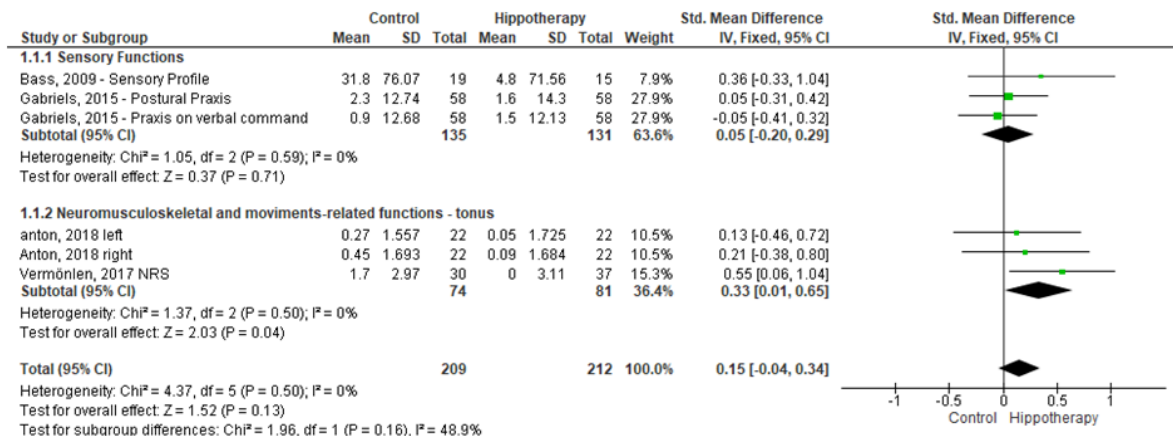 Control Hippotherapy Std. Mean Difference Std. Mean Difference
Study or Subgroup Mean SD Total Mean SD Total Weight IV, Fixed, 95% CI IV, Fixed, 95% CI
1.1.1 Sensory Functions
Bass, 2009 - Sensory Profile 31.8 76.07 19 4.8 71.56 15 7.9% 0.36 [-0.33, 1.04]
Gabriels, 2015 - Postural Praxis 2.3 12.74 58 1.6 14.3 58 27.9% 0.05 [-0.31, 0.42]
Gabriels, 2015 - Praxis on verbal command 0.9 12.68 58 1.5 12.13 58 27.9% -0.05 [-0.41, 0.32]
Subtotal (95% CI) 135 131 63.6% 0.05 [-0.20, 0.29]
Heterogeneity: Chi² = 1.05, df = 2 (P = 0.59); I² = 0%
Test for overall effect: Z = 0.37 (P = 0.71)
1.1.2 Neuromusculoskeletal and moviments-related functions - tonus
anton, 2018 left 0.27 1.557 22 0.05 1.725 22 10.5% 0.13 [-0.46, 0.72]
Anton, 2018 right 0.45 1.693 22 0.09 1.684 22 10.5% 0.21 [-0.38, 0.80]
Vermönlen, 2017 NRS 1.7 2.97 30 0 3.11 37 15.3% 0.55 [0.06, 1.04]
Subtotal (95% CI) 74 81 36.4% 0.33 [0.01, 0.65]
Heterogeneity: Chi² = 1.37, df = 2 (P = 0.50); I² = 0%
Test for overall effect: Z = 2.03 (P = 0.04)
Total (95% CI) 209 212 100.0% 0.15 [-0.04, 0.34]
Heterogeneity: Chi² = 4.37, df = 5 (P = 0.50); I² = 0%
Test for overall effect: Z = 1.52 (P = 0.13)
Test for subgroup differences: Chi² = 1.96, df = 1 (P = 0.16), I² = 48.9%
-1 -0.5 0 0.5 1
Control Hippotherapy